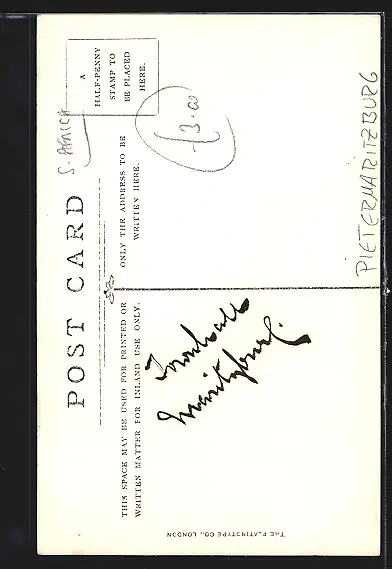 POST CARD
THIS SPACE MAY BE USED FOR PRINTED OR
WRITTEN MATTER FOR INLAND USE ONLY.
ONLY THE ADDRESS TO BE
WRITTEN HERE.
A
HALF-PENNY
STAMP TO
BE PLACED
HERE.
S. AFRICA
£3.00
Townhall
Maritzburg.
PIETERMARITZBURG
THE PLATINOTYPE CO., LONDON